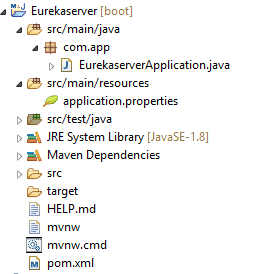 Eurekaserver [boot]
src/main/java
com.app
EurekaserverApplication.java
src/main/resources
application.properties
src/test/java
JRE System Library [JavaSE-1.8]
Maven Dependencies
src
target
HELP.md
mvnw
mvnw.cmd
pom.xml